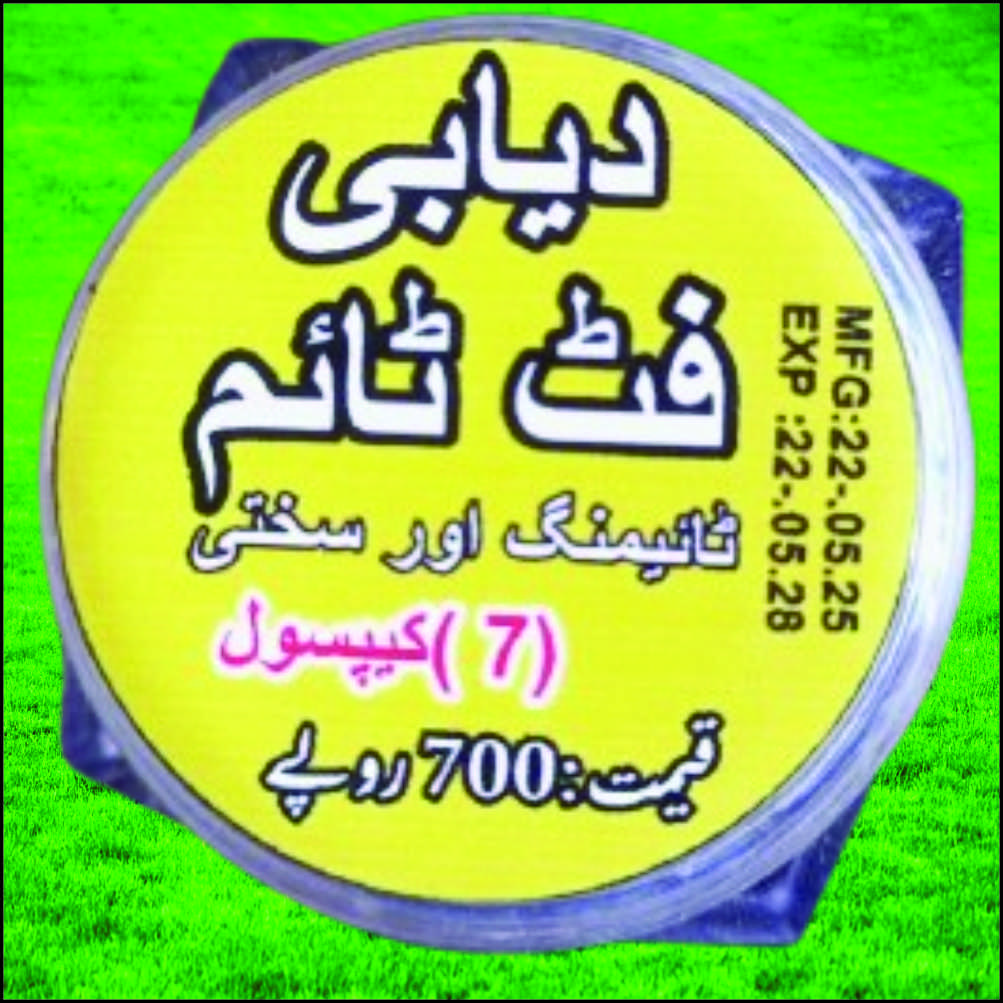 دیابی
فٹ ٹائم
ٹائیمنگ اور سختی
(7) کیپسول
قیمت:700 روپے
MFG:22-.05.25
EXP :22-.05.28